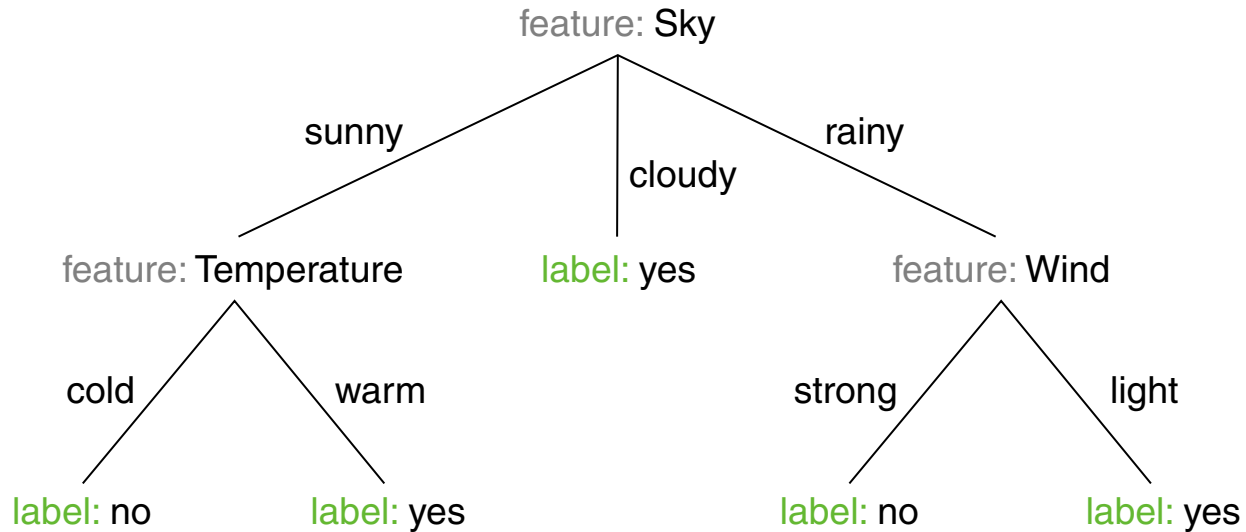 feature: Sky
sunny
rainy
cloudy
feature: Temperature
label: yes
feature: Wind
cold
warm
strong
light
label: no
label: yes
label: no
label: yes